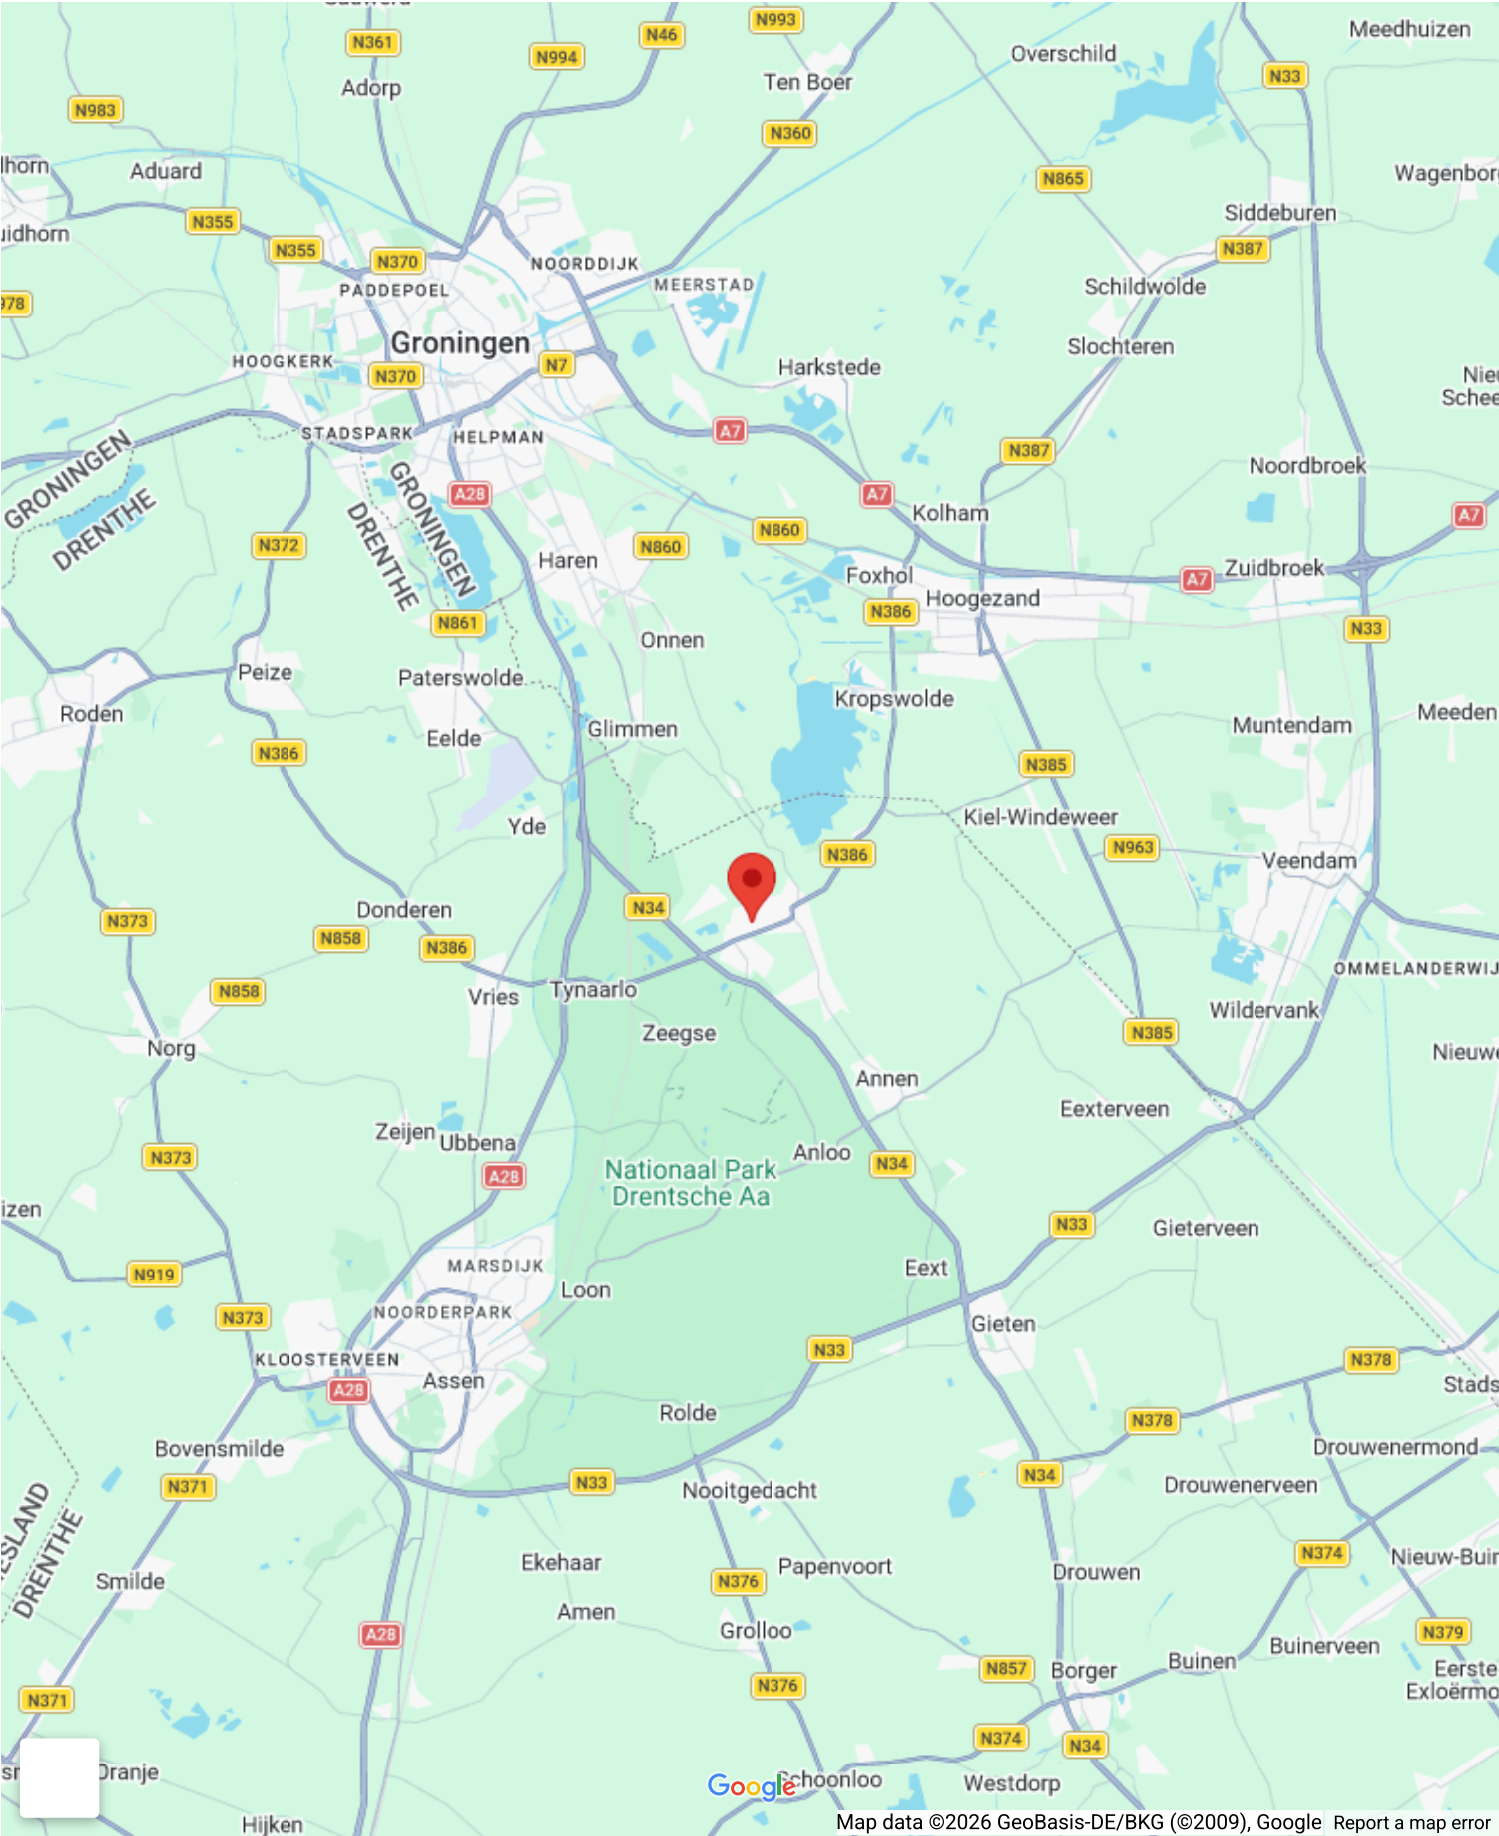 N993
N361
N46
N994
Meedhuizen
Overschild
Adorp
Ten Boer
N33
N983
N360
Aduard
N865
N355
Siddeburen
N355
N370
NOORDDIJK
N387
PADDEPOEL
MEERSTAD
Schildwolde
Groningen
HOOGKERK
N370
N7
Harkstede
Slochteren
STADSPARK
HELPMAN
A7
N387
GRONINGEN
DRENTHE
GRONINGEN
DRENTHE
A28
A7
Noordbroek
Kolham
A7
N372
Haren
N860
N860
Foxhol
Zuidbroek
A7
Hoogezand
N386
N861
N33
Onnen
Peize
Paterswolde
Kropswolde
Roden
Glimmen
Muntendam
Meeden
Eelde
N386
N385
Yde
Kiel-Windeweer
N963
N386
Veendam
N34
Donderen
N373
N858
N386
N858
Vries
Tynaarlo
Wildervank
Zeegse
N385
Norg
Annen
Eexterveen
Zeijen
Ubbena
Anloo
N373
A28
Nationaal Park
Drentsche Aa
N34
N33
Gieterveen
N919
MARSDIJK
Eext
Loon
N373
NOORDERPARK
Gieten
N33
KLOOSTERVEEN
A28
Assen
N378
Rolde
N378
Bovensmilde
Drouwenermond
N371
N33
Nooitgedacht
N34
Drouwenerveen
DRENTHE
Ekehaar
Papenvoort
N374
Smilde
N376
Drouwen
Amen
Grolloo
A28
N379
Buinerveen
Buinen
N857
Borger
N371
N376
N374
N34
Schoonloo
Westdorp
Oranje
Google
Hijken
Map data ©2026 GeoBasis-DE/BKG (©2009), Google
Report a map error